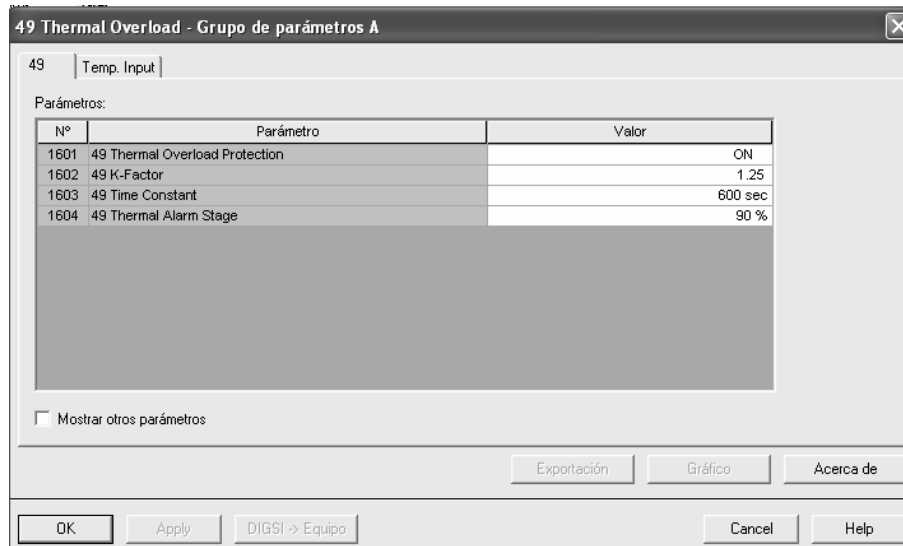 49 Thermal Overload - Grupo de parámetros A
49 Temp. Input
Parámetros:
Nº Parámetro Valor
1601 49 Thermal Overload Protection ON
1602 49 K-Factor 1.25
1603 49 Time Constant 600 sec
1604 49 Thermal Alarm Stage 90 %
Mostrar otros parámetros
Exportación Gráfico Acerca de
OK Apply DIGSI -> Equipo Cancel Help